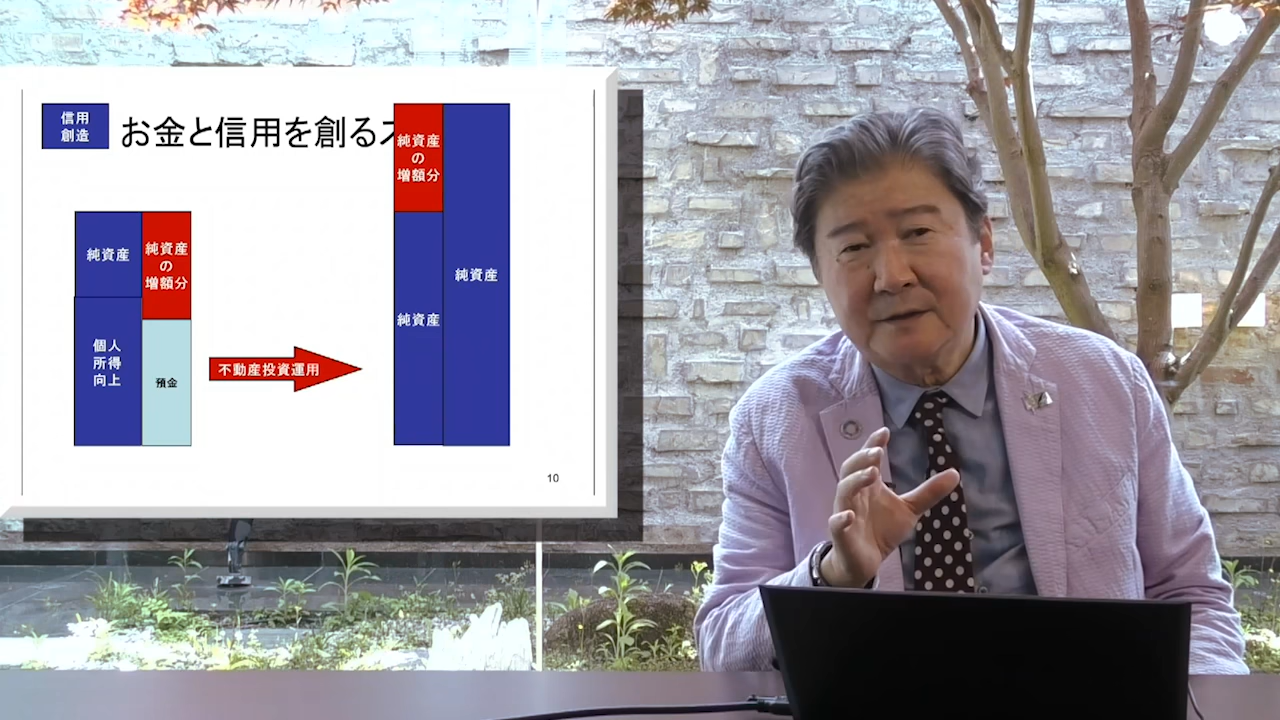 信用
創造
お金と信用を創る
純資産
の
増額分
純資産
純資産
の
増額分
個人
所得
向上
預金
不動産投資運用
純資産
純資産
10